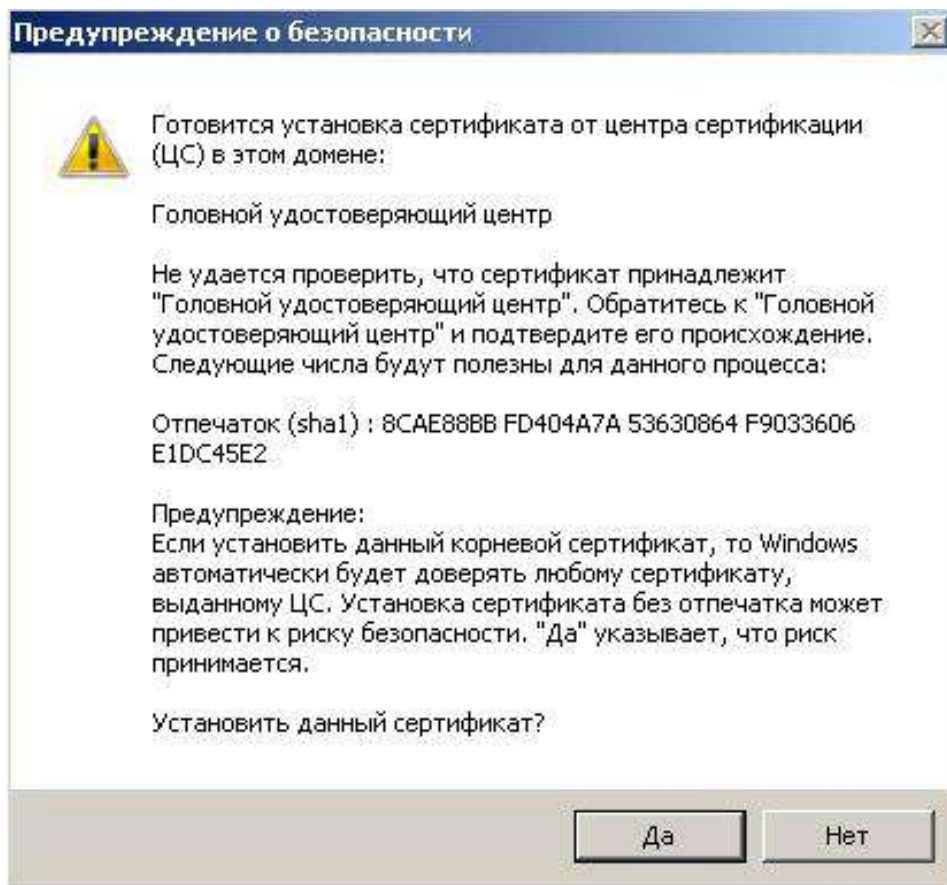 Предупреждение о безопасности
Готовится установка сертификата от центра сертификации
(ЦС) в этом домене:
Головной удостоверяющий центр
Не удается проверить, что сертификат принадлежит
"Головной удостоверяющий центр". Обратитесь к "Головной
удостоверяющий центр" и подтвердите его происхождение.
Следующие числа будут полезны для данного процесса:
Отпечаток (sha1) : 8CAE88BB FD404A7A 53630864 F9033606
E1DC45E2
Предупреждение:
Если установить данный корневой сертификат, то Windows
автоматически будет доверять любому сертификату,
выданному ЦС. Установка сертификата без отпечатка может
привести к риску безопасности. "Да" указывает, что риск
принимается.
Установить данный сертификат?
Да
Нет